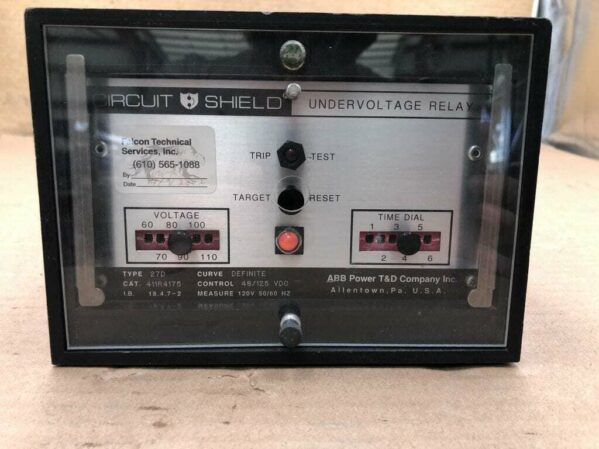 CIRCUIT SHIELD
UNDERVOLTAGE RELAY
Falcon Technical
Services, Inc.
(610) 565-1088
By
Date
TRIP TEST
TARGET RESET
VOLTAGE
60 80 100
70 90 110
TIME DIAL
1 3 5
2 4 6
TYPE 27D CURVE DEFINITE
CAT. 411R4175 CONTROL 48/125 VDC
I.B. 18.4.7-2 MEASURE 120V 50/60 HZ
ABB Power T&D Company Inc.
Allentown, Pa. U.S.A.